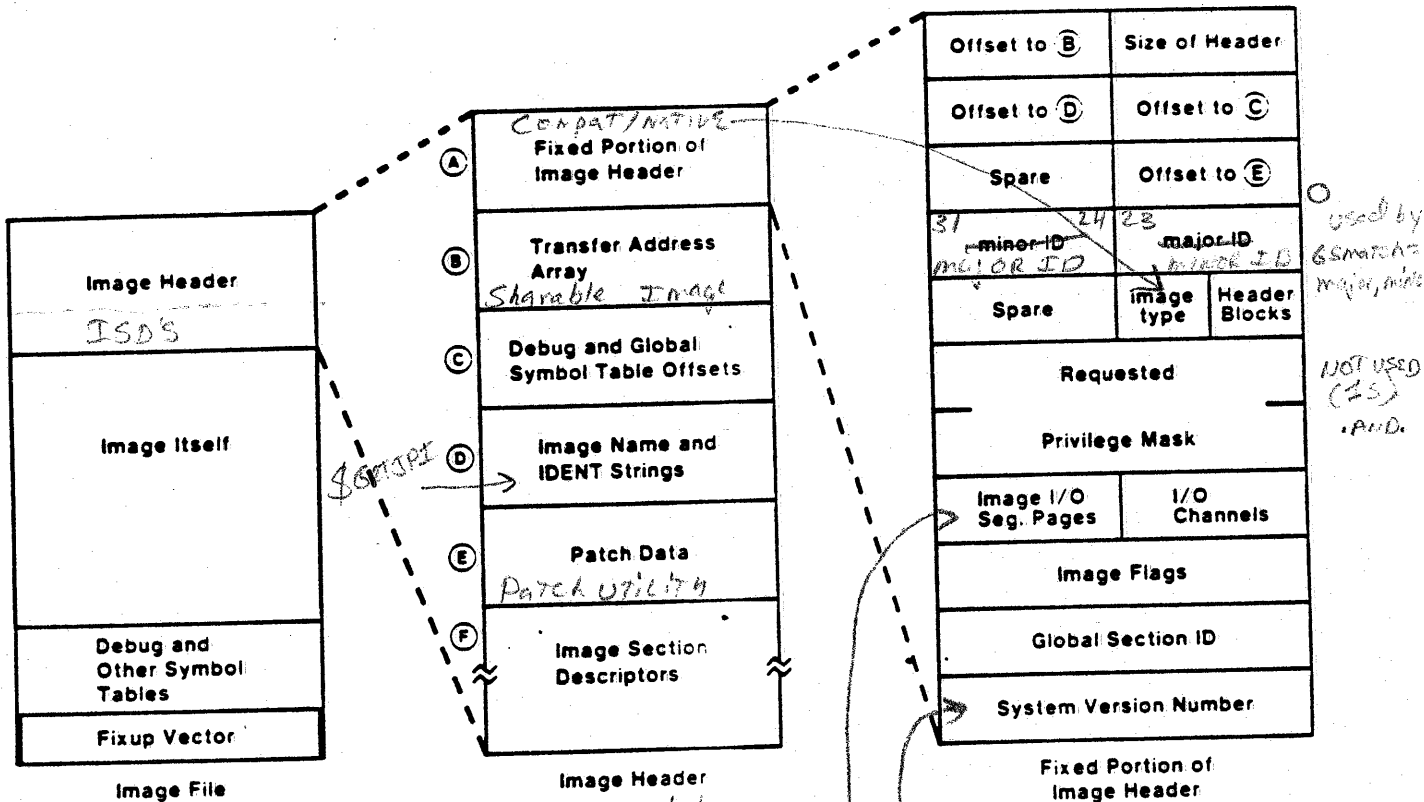 Image Header
ISD'S
Image Itself
Debug and
Other Symbol
Tables
Fixup Vector
Image File
A
COMPAT/NATIVE
Fixed Portion of
Image Header
B
Transfer Address
Array
Sharable Image
C
Debug and Global
Symbol Table Offsets
$GETJPI
D
Image Name and
IDENT Strings
E
Patch Data
Patch UTILITY
F
Image Section
Descriptors
Image Header
Offset to B Size of Header
Offset to D Offset to C
Spare Offset to E
31 24 23
minor ID major ID
MAJOR ID MINOR ID
Spare image type Header Blocks
Requested
Privilege Mask
Image I/O Seg. Pages I/O Channels
Image Flags
Global Section ID
System Version Number
Fixed Portion of
Image Header
used by
GSmatch=
major, mino
NOT USED
(IS)
.AND.